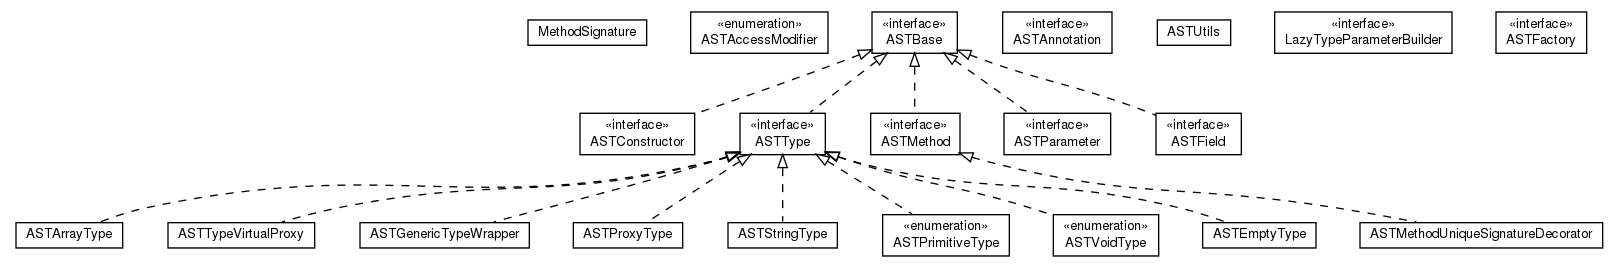 MethodSignature
«enumeration»
ASTAccessModifier
«interface»
ASTBase
«interface»
ASTAnnotation
ASTUtils
«interface»
LazyTypeParameterBuilder
«interface»
ASTFactory
«interface»
ASTConstructor
«interface»
ASTType
«interface»
ASTMethod
«interface»
ASTParameter
«interface»
ASTField
ASTArrayType
ASTTypeVirtualProxy
ASTGenericTypeWrapper
ASTProxyType
ASTStringType
«enumeration»
ASTPrimitiveType
«enumeration»
ASTVoidType
ASTEmptyType
ASTMethodUniqueSignatureDecorator